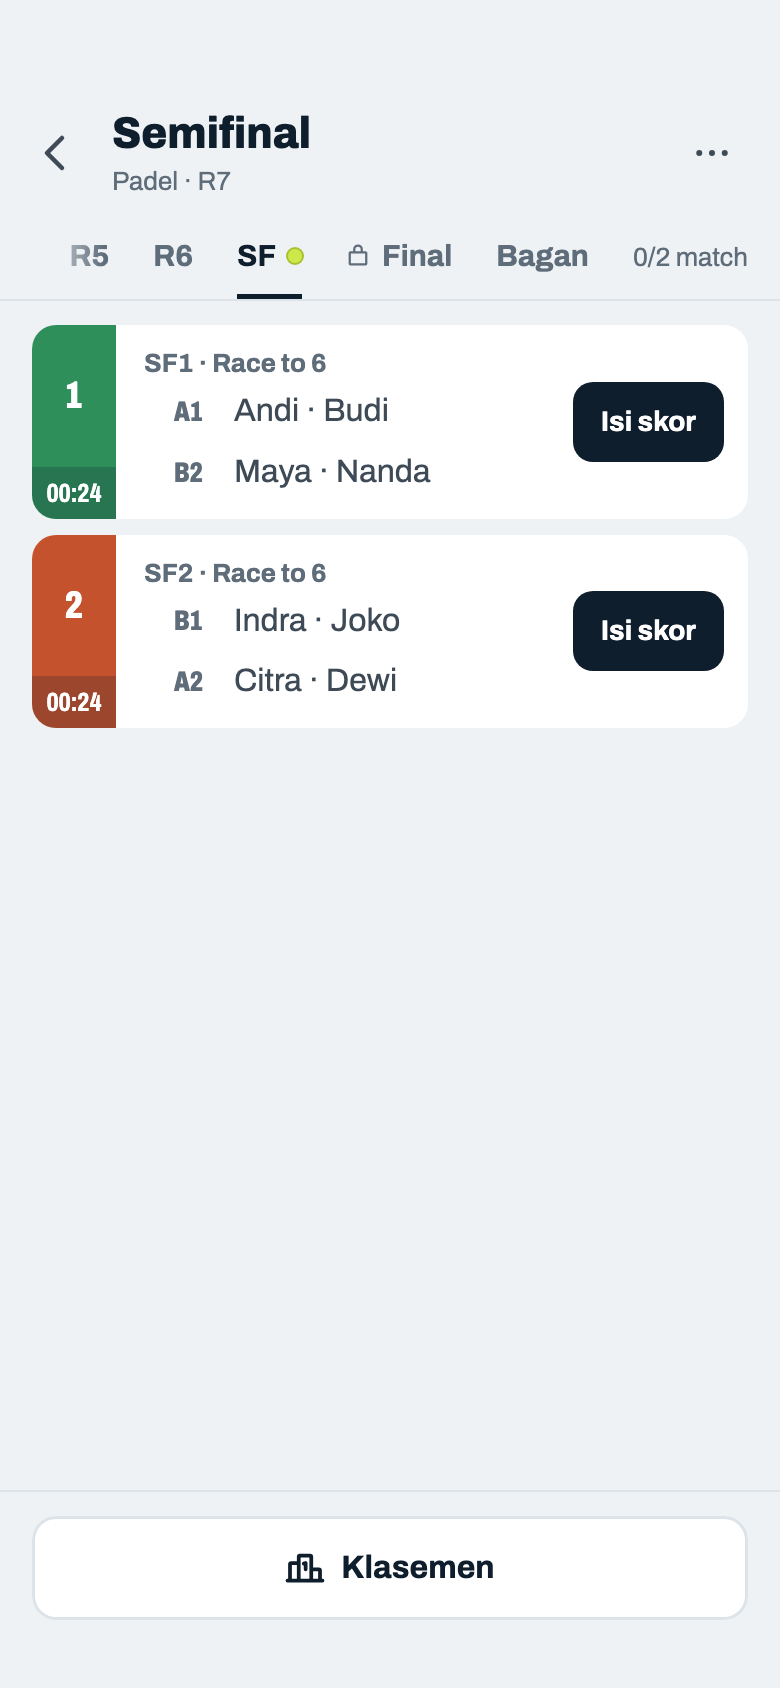 Semifinal
Padel · R7
R5 R6 SF Final Bagan 0/2 match
1
00:24
SF1 · Race to 6
A1 Andi · Budi
B2 Maya · Nanda
Isi skor
2
00:24
SF2 · Race to 6
B1 Indra · Joko
A2 Citra · Dewi
Isi skor
Klasemen